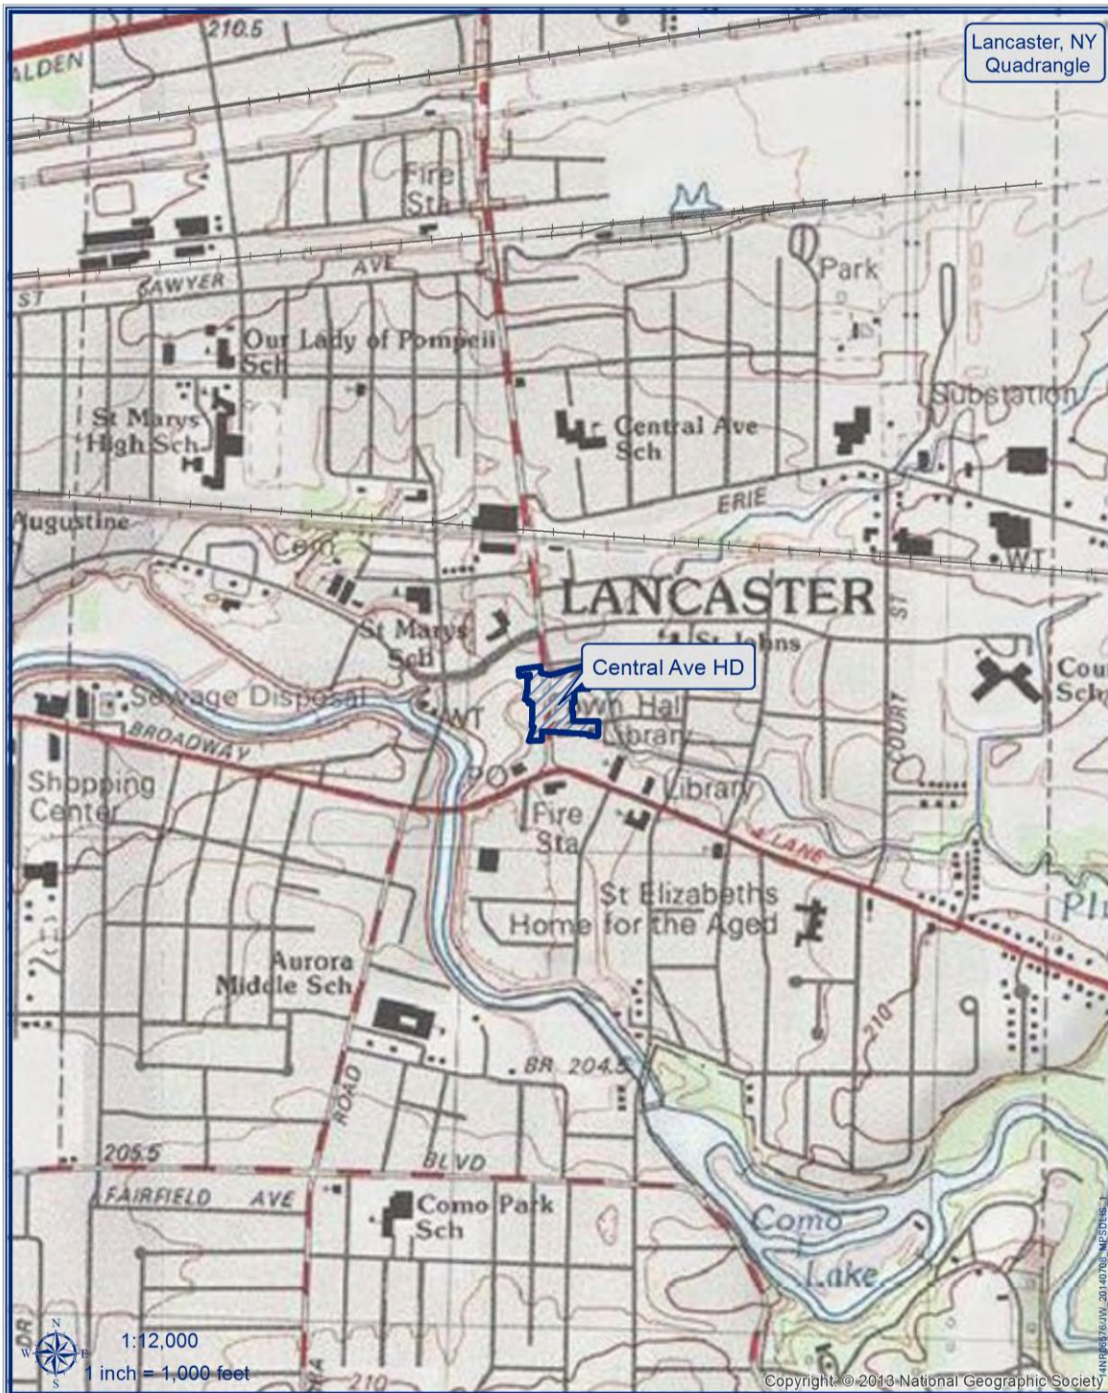 210.5
Lancaster, NY
Quadrangle
ALDEN
Fire
Sta
ST
SAWYER
AVE
Park
Our Lady of Pompeii
Sch
Substation
St Marys
High Sch
Central Ave
Sch
ERIE
Augustine
Cem
WT
LANCASTER
ST
St Marys
Sch
St Johns
Central Ave HD
Sewage Disposal
WT
Library
COURT
BROADWAY
PO
Shopping
Center
Library
Fire
Sta
4 LANE
St Elizabeths
Home for the Aged
Aurora
Middle Sch
210
BR 204.5
ROAD
205.5
BLVD
FAIRFIELD AVE
Como Park
Sch
Como
Lake
DR
N
W
E
S
1:12,000
1 inch = 1,000 feet
210
Copyright: © 2013 National Geographic Society